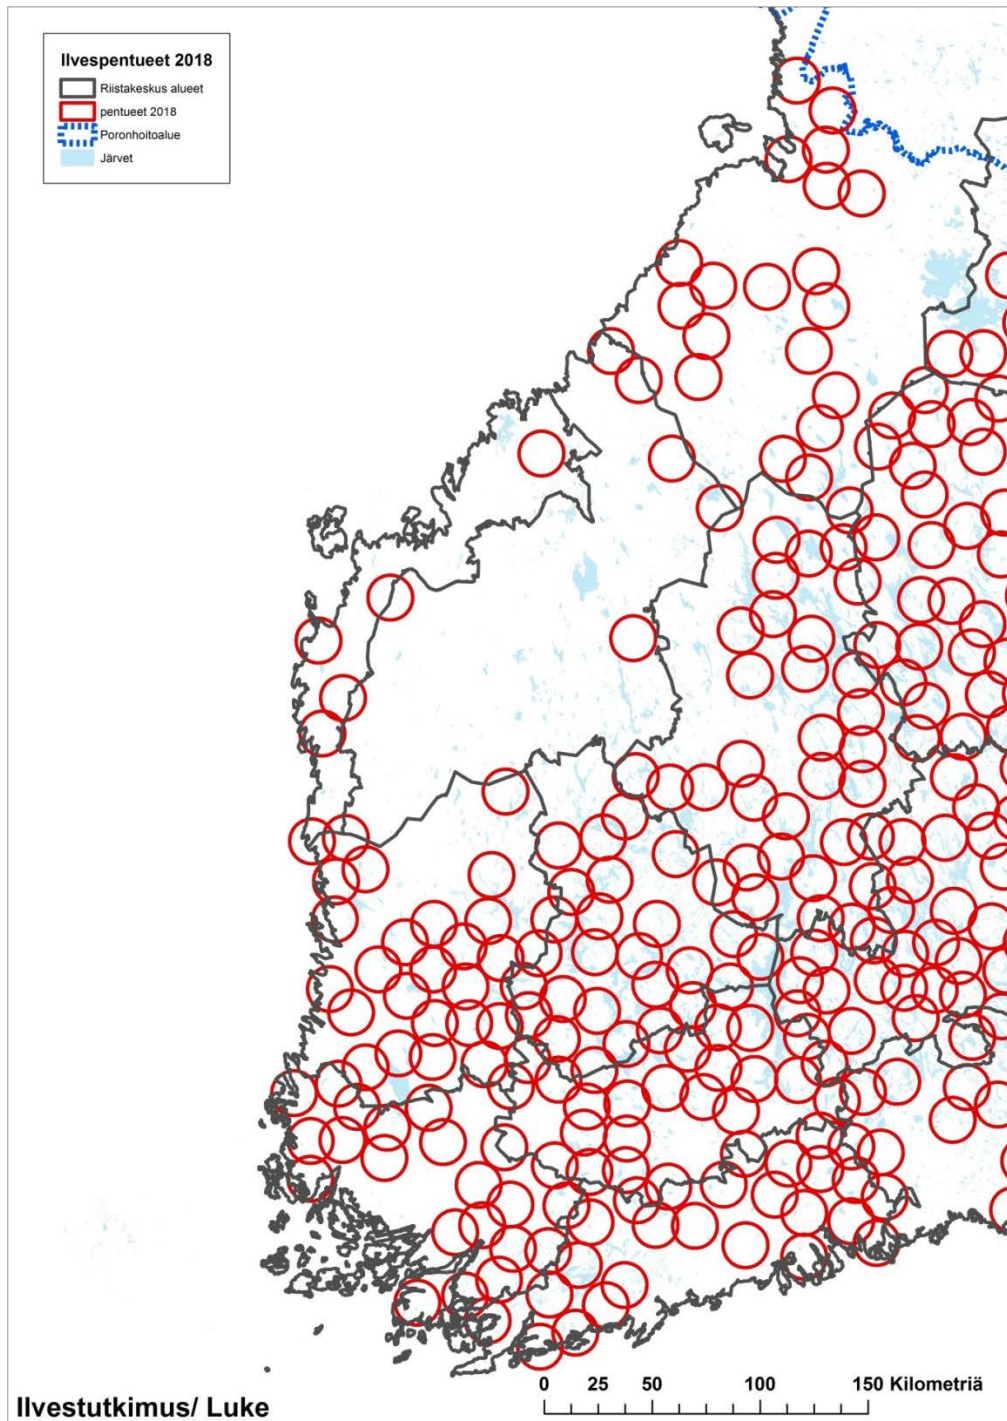 Ilvespentueet 2018
Riistakeskus alueet
pentueet 2018
Poronhoitoalue
Järvet
0 25 50 100 150 Kilometriä
Ilvestutkimus/ Luke